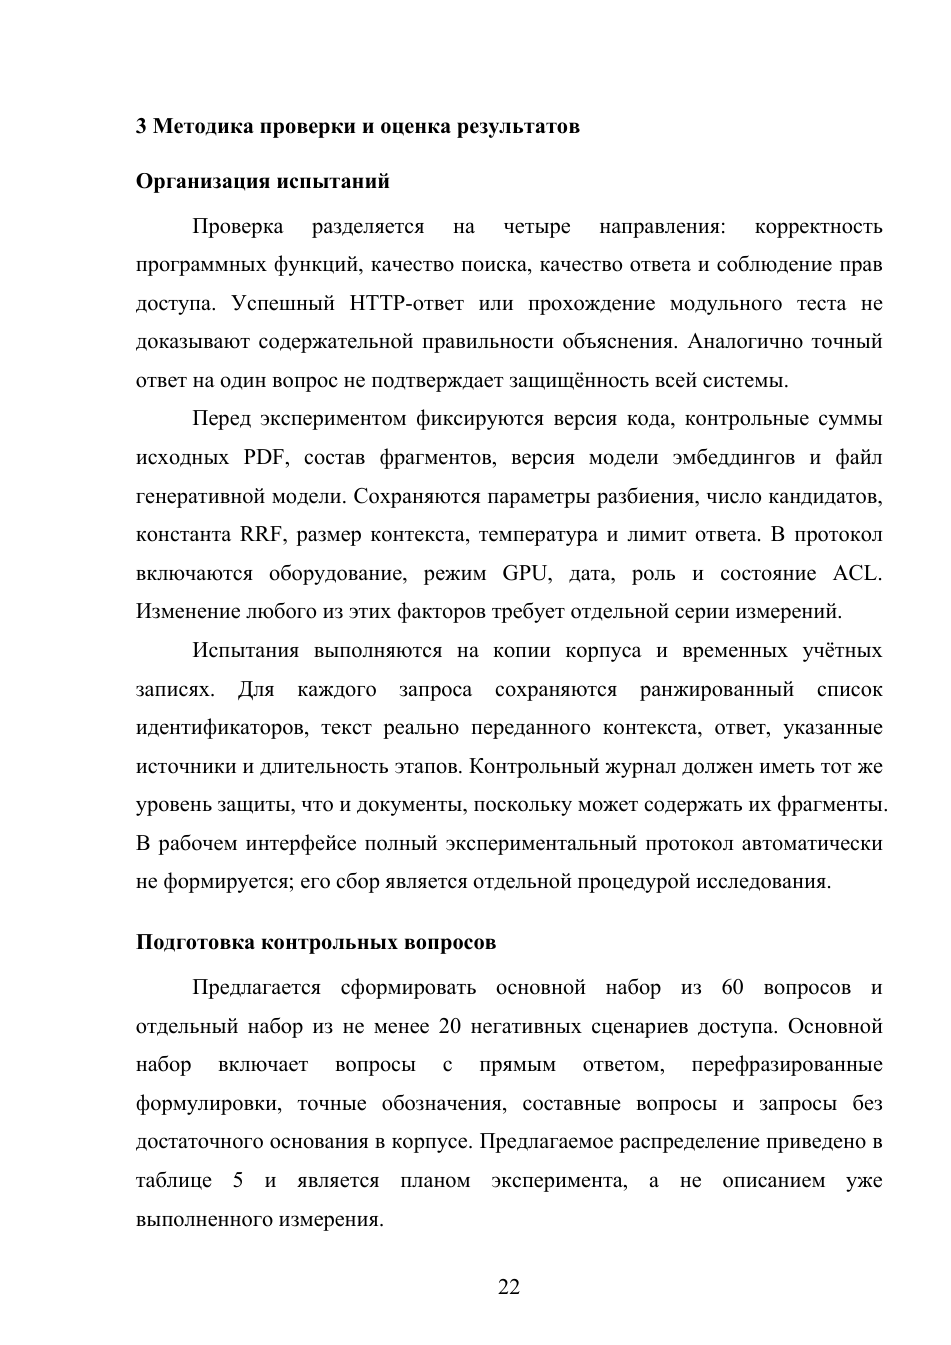 3 Методика проверки и оценка результатов
Организация испытаний
Проверка разделяется на четыре направления: корректность
программных функций, качество поиска, качество ответа и соблюдение прав
доступа. Успешный HTTP-ответ или прохождение модульного теста не
доказывают содержательной правильности объяснения. Аналогично точный
ответ на один вопрос не подтверждает защищённость всей системы.
Перед экспериментом фиксируются версия кода, контрольные суммы
исходных PDF, состав фрагментов, версия модели эмбеддингов и файл
генеративной модели. Сохраняются параметры разбиения, число кандидатов,
константа RRF, размер контекста, температура и лимит ответа. В протокол
включаются оборудование, режим GPU, дата, роль и состояние ACL.
Изменение любого из этих факторов требует отдельной серии измерений.
Испытания выполняются на копии корпуса и временных учётных
записях. Для каждого запроса сохраняются ранжированный список
идентификаторов, текст реально переданного контекста, ответ, указанные
источники и длительность этапов. Контрольный журнал должен иметь тот же
уровень защиты, что и документы, поскольку может содержать их фрагменты.
В рабочем интерфейсе полный экспериментальный протокол автоматически
не формируется; его сбор является отдельной процедурой исследования.
Подготовка контрольных вопросов
Предлагается сформировать основной набор из 60 вопросов и
отдельный набор из не менее 20 негативных сценариев доступа. Основной
набор включает вопросы с прямым ответом, перефразированные
формулировки, точные обозначения, составные вопросы и запросы без
достаточного основания в корпусе. Предлагаемое распределение приведено в
таблице 5 и является планом эксперимента, а не описанием уже
выполненного измерения.
22